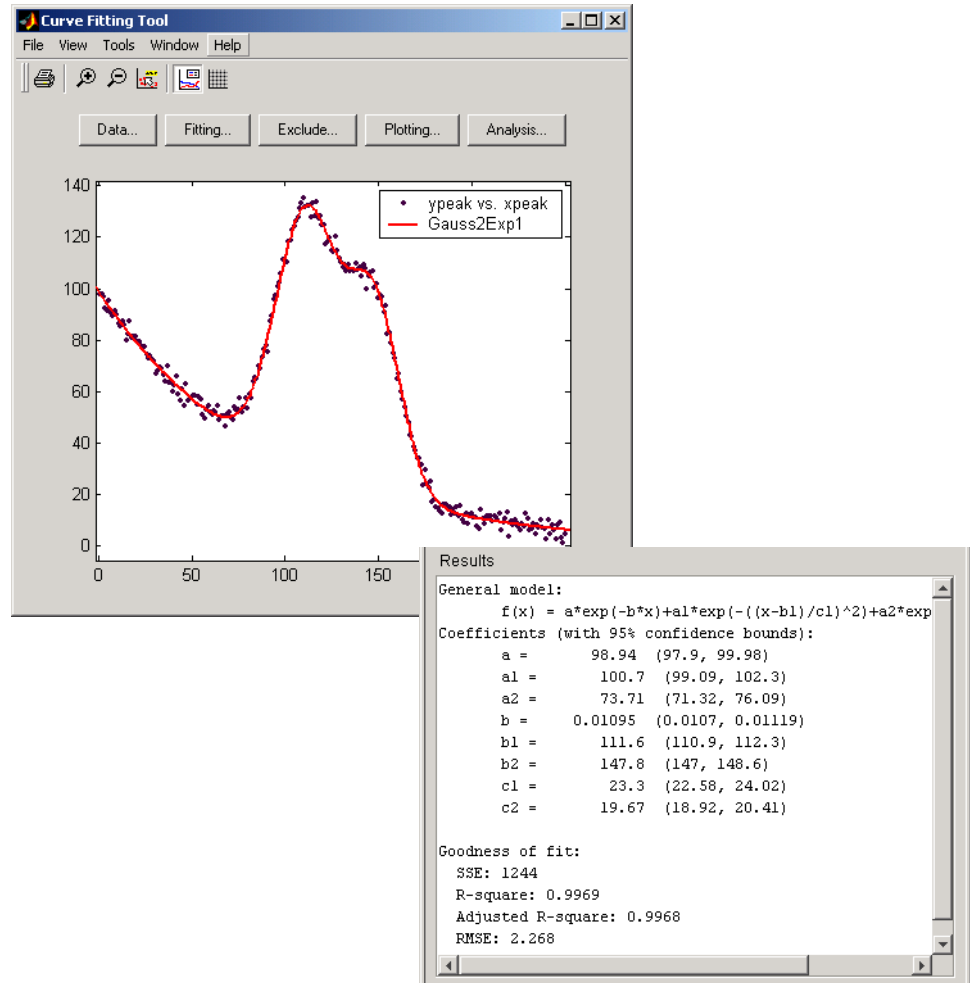 Curve Fitting Tool
File View Tools Window Help
Data... Fitting... Exclude... Plotting... Analysis...
140
120
100
80
60
40
20
0
ypeak vs. xpeak
Gauss2Exp1
0 50 100 150
Results
General model:
f(x) = a*exp(-b*x)+a1*exp(-((x-b1)/c1)^2)+a2*exp
Coefficients (with 95% confidence bounds):
a = 98.94 (97.9, 99.98)
a1 = 100.7 (99.09, 102.3)
a2 = 73.71 (71.32, 76.09)
b = 0.01095 (0.0107, 0.01119)
b1 = 111.6 (110.9, 112.3)
b2 = 147.8 (147, 148.6)
c1 = 23.3 (22.58, 24.02)
c2 = 19.67 (18.92, 20.41)
Goodness of fit:
SSE: 1244
R-square: 0.9969
Adjusted R-square: 0.9968
RMSE: 2.268